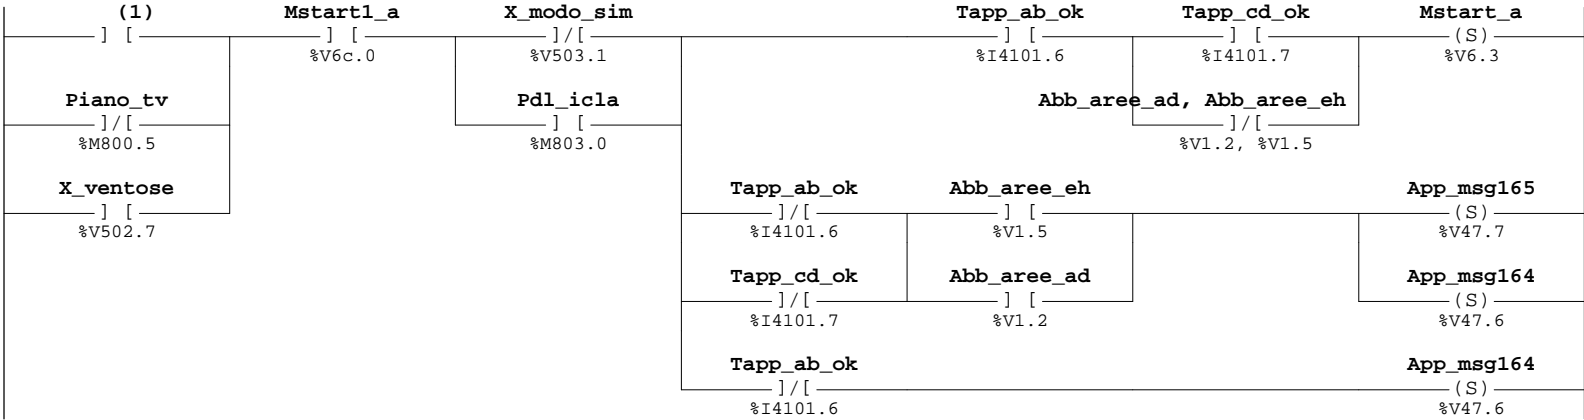 (1) Mstart1_a X_modo_sim Tapp_ab_ok Tapp_cd_ok Mstart_a
] [ ] [ ]/[ ] [ ] [ (S)
%V6c.0 %V503.1 %I4101.6 %I4101.7 %V6.3
Piano_tv Pdl_icla Abb_aree_ad, Abb_aree_eh
]/[ ] [ ]/[
%M800.5 %M803.0 %V1.2, %V1.5
X_ventose Tapp_ab_ok Abb_aree_eh App_msg165
] [ ]/[ ] [ (S)
%V502.7 %I4101.6 %V1.5 %V47.7
Tapp_cd_ok Abb_aree_ad App_msg164
]/[ ] [ (S)
%I4101.7 %V1.2 %V47.6
Tapp_ab_ok App_msg164
]/[ (S)
%I4101.6 %V47.6